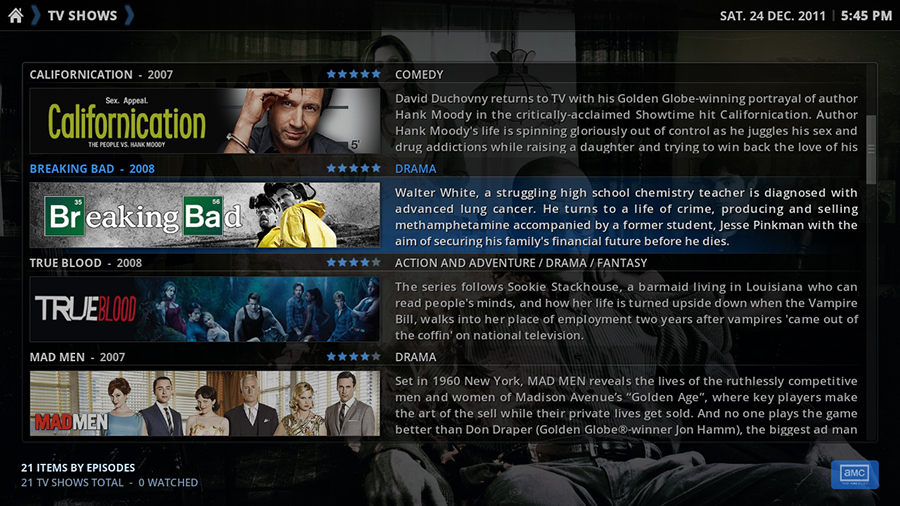 TV SHOWS
SAT. 24 DEC. 2011 | 5:45 PM
CALIFORNICATION - 2007
COMEDY
Sex. Appeal.
Californication
THE PEOPLE VS. HANK MOODY
5'
David Duchovny returns to TV with his Golden Globe-winning portrayal of author
Hank Moody in the critically-acclaimed Showtime hit Californication. Author
Hank Moody's life is spinning gloriously out of control as he juggles his sex and
drug addictions while raising a daughter and trying to win back the love of his
BREAKING BAD - 2008
DRAMA
35
56
Breaking Bad
Walter White, a struggling high school chemistry teacher is diagnosed with
advanced lung cancer. He turns to a life of crime, producing and selling
methamphetamine accompanied by a former student, Jesse Pinkman with the
aim of securing his family's financial future before he dies.
TRUE BLOOD - 2008
ACTION AND ADVENTURE / DRAMA / FANTASY
TRUE BLOOD
The series follows Sookie Stackhouse, a barmaid living in Louisiana who can
read people's minds, and how her life is turned upside down when the Vampire
Bill, walks into her place of employment two years after vampires 'came out of
the coffin' on national television.
MAD MEN - 2007
DRAMA
MADMEN
Set in 1960 New York, MAD MEN reveals the lives of the ruthlessly competitive
men and women of Madison Avenue's “Golden Age”, where key players make
the art of the sell while their private lives get sold. And no one plays the game
better than Don Draper (Golden Globe®-winner Jon Hamm), the biggest ad man
21 ITEMS BY EPISODES
21 TV SHOWS TOTAL - 0 WATCHED
amc